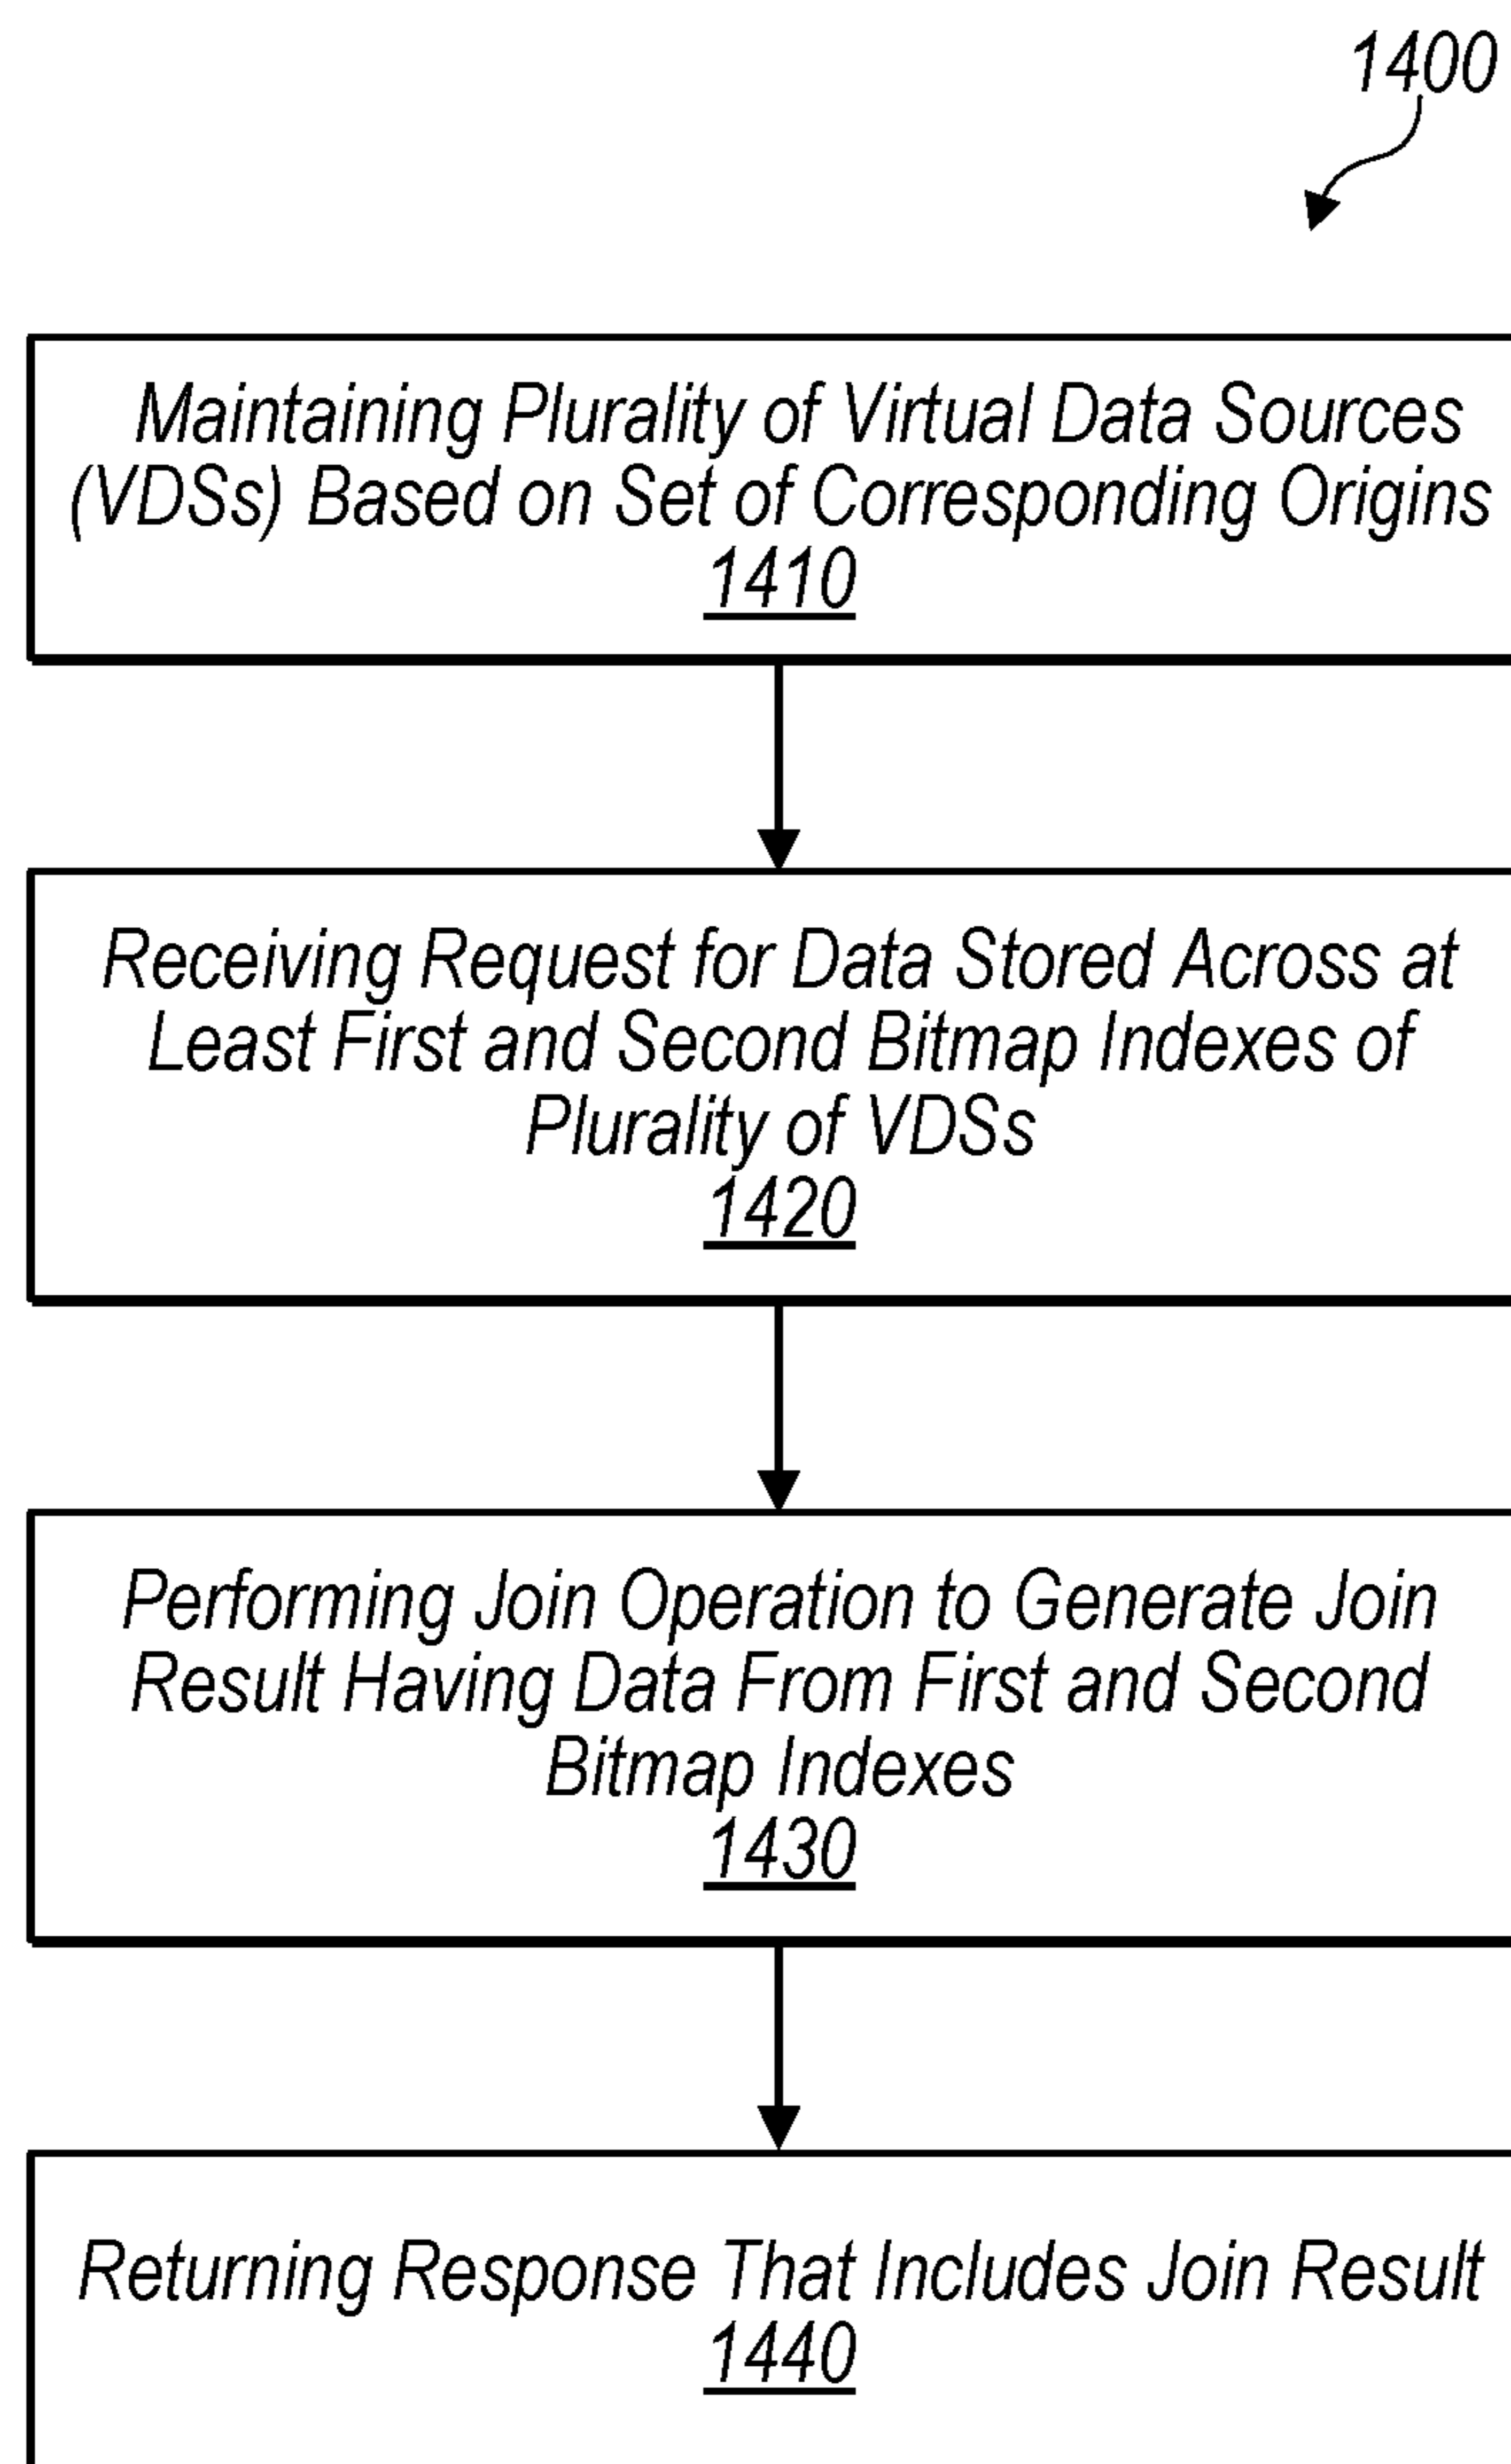 1400
Maintaining Plurality of Virtual Data Sources
(VDSs) Based on Set of Corresponding Origins
1410
Receiving Request for Data Stored Across at
Least First and Second Bitmap Indexes of
Plurality of VDSs
1420
Performing Join Operation to Generate Join
Result Having Data From First and Second
Bitmap Indexes
1430
Returning Response That Includes Join Result
1440